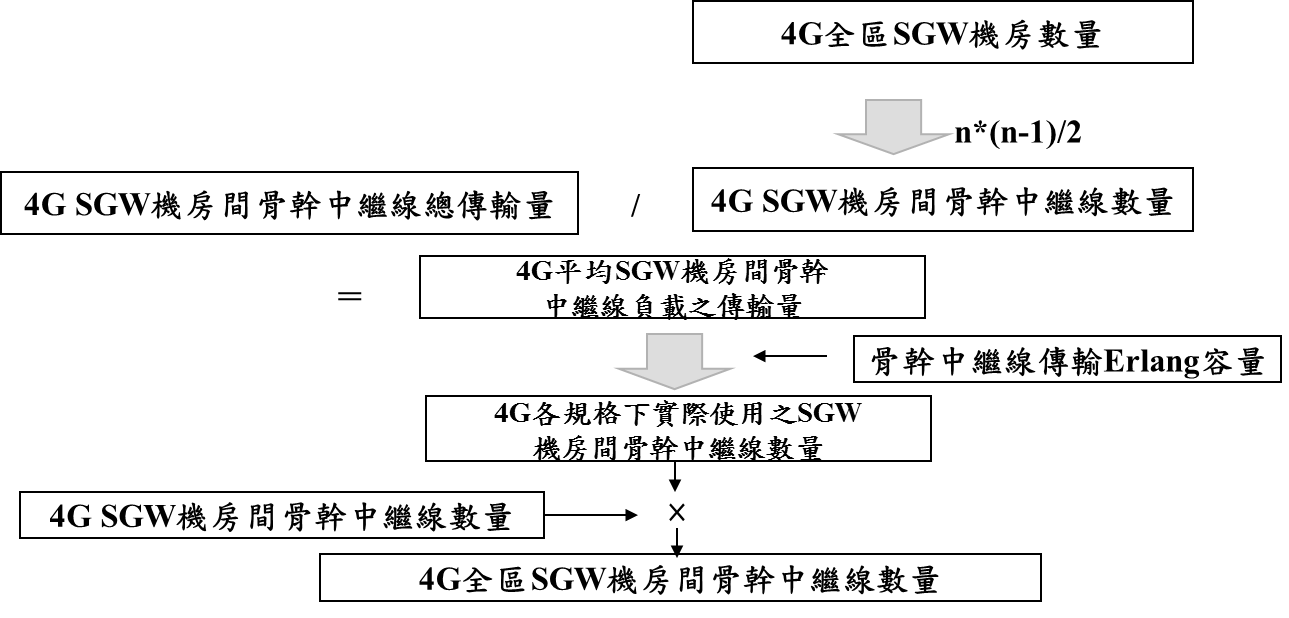 4G全區SGW機房數量
n*(n-1)/2
4G SGW機房間骨幹中繼線總傳輸量 / 4G SGW機房間骨幹中繼線數量
＝ 4G平均SGW機房間骨幹
中繼線負載之傳輸量
骨幹中繼線傳輸Erlang容量
4G各規格下實際使用之SGW
機房間骨幹中繼線數量
4G SGW機房間骨幹中繼線數量 ×
4G全區SGW機房間骨幹中繼線數量